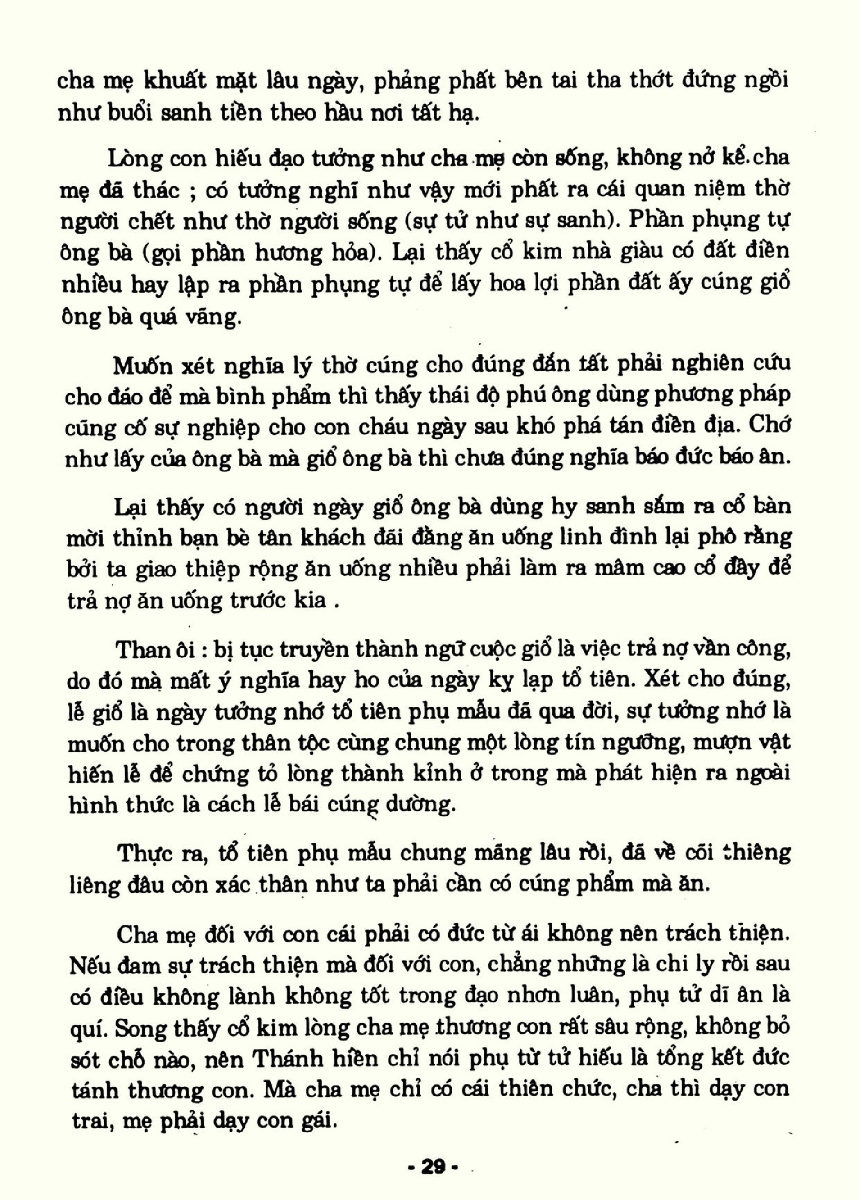 cha mẹ khuất mặt lâu ngày, phảng phất bên tai tha thớt đứng ngồi
như buổi sanh tiền theo hầu nơi tất hạ.
Lòng con hiếu đạo tưởng như cha mẹ còn sống, không nở kể cha
mẹ đã thác ; có tưởng nghĩ như vậy mới phất ra cái quan niệm thờ
người chết như thờ người sống (sự tử như sự sanh). Phần phụng tự
ông bà (gọi phần hương hỏa). Lại thấy cổ kim nhà giàu có đất điền
nhiều hay lập ra phần phụng tự để lấy hoa lợi phần đất ấy cúng giổ
ông bà quá vãng.
Muốn xét nghĩa lý thờ cúng cho đúng đắn tất phải nghiên cứu
cho đáo để mà bình phẩm thì thấy thái độ phú ông dùng phương pháp
cũng cố sự nghiệp cho con cháu ngày sau khó phá tán điền địa. Chớ
như lấy của ông bà mà giổ ông bà thì chưa đúng nghĩa báo đức báo ân.
Lại thấy có người ngày giổ ông bà dùng hy sanh sắm ra cổ bàn
mời thỉnh bạn bè tân khách đãi đằng ăn uống linh đình lại phô rằng
bởi ta giao thiệp rộng ăn uống nhiều phải làm ra mâm cao cổ đầy để
trả nợ ăn uống trước kia .
Than ôi : bị tục truyền thành ngữ cuộc giổ là việc trả nợ vần công,
do đó mà mất ý nghĩa hay ho của ngày kỵ lạp tổ tiên. Xét cho đúng,
lễ giổ là ngày tưởng nhớ tổ tiên phụ mẫu đã qua đời, sự tưởng nhớ là
muốn cho trong thân tộc cùng chung một lòng tín ngưỡng, mượn vật
hiến lễ để chứng tỏ lòng thành kỉnh ở trong mà phát hiện ra ngoài
hình thức là cách lễ bái cúng dường.
Thực ra, tổ tiên phụ mẫu chung mãng lâu rồi, đã về cõi thiêng
liêng đâu còn xác thân như ta phải cần có cúng phẩm mà ăn.
Cha mẹ đối với con cái phải có đức từ ái không nên trách thiện.
Nếu đam sự trách thiện mà đối với con, chẳng những là chi ly rồi sau
có điều không lành không tốt trong đạo nhơn luân, phụ tử dĩ ân là
quí. Song thấy cổ kim lòng cha mẹ thương con rất sâu rộng, không bỏ
sót chỗ nào, nên Thánh hiền chỉ nói phụ từ tử hiếu là tổng kết đức
tánh thương con. Mà cha mẹ chỉ có cái thiên chức, cha thì dạy con
trai, mẹ phải dạy con gái.
- 29 -